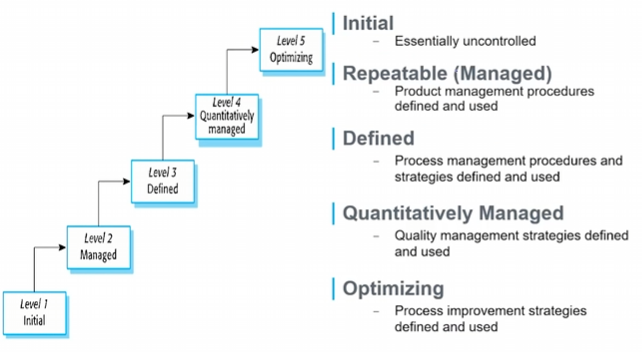 Level 5
Optimizing
Level 4
Quantitatively
managed
Level 3
Defined
Level 2
Managed
Level 1
Initial
Initial
– Essentially uncontrolled
Repeatable (Managed)
– Product management procedures
defined and used
Defined
– Process management procedures and
strategies defined and used
Quantitatively Managed
– Quality management strategies defined
and used
Optimizing
– Process improvement strategies
defined and used